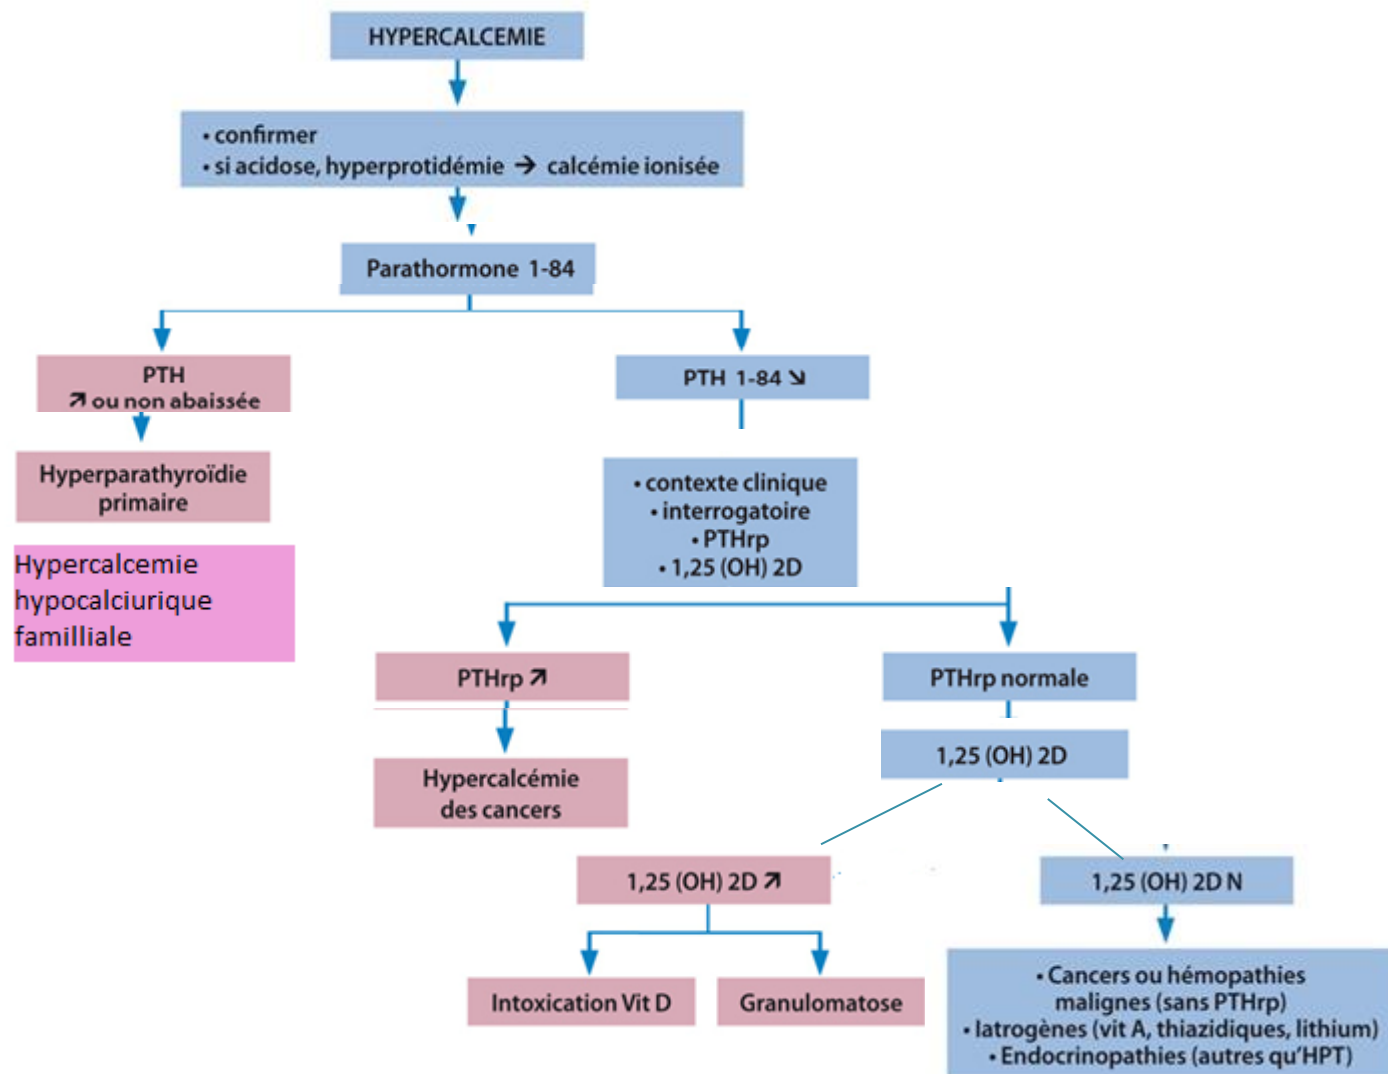 HYPERCALCEMIE
• confirmer
• si acidose, hyperprotidémie → calcémie ionisée
Parathormone 1-84
PTH
↗ ou non abaissée
PTH 1-84 ↘
Hyperparathyroïdie
primaire
Hypercalcemie
hypocalciurique
familliale
• contexte clinique
• interrogatoire
• PTHrp
• 1,25 (OH) 2D
PTHrp ↗
PTHrp normale
Hypercalcémie
des cancers
1,25 (OH) 2D
1,25 (OH) 2D ↗
1,25 (OH) 2D N
Intoxication Vit D
Granulomatose
• Cancers ou hémopathies
malignes (sans PTHrp)
• Iatrogènes (vit A, thiazidiques, lithium)
• Endocrinopathies (autres qu'HPT)